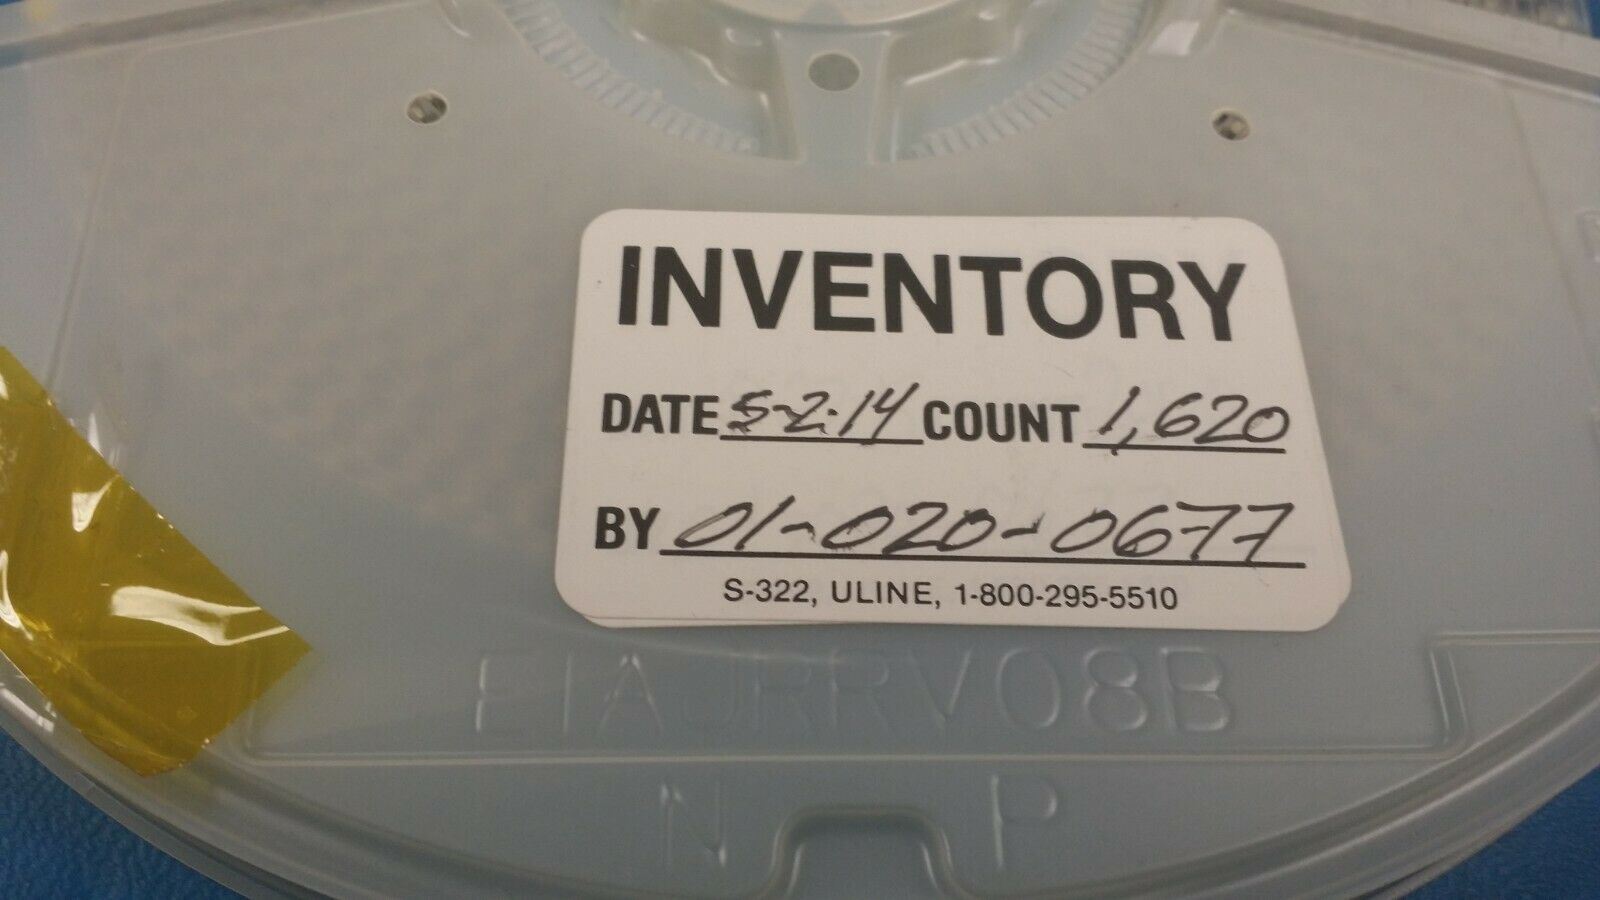 INVENTORY
DATE 5-2-14 COUNT 1,620
BY 01-020-0677
S-322, ULINE, 1-800-295-5510
EIAJRRV08B
N P